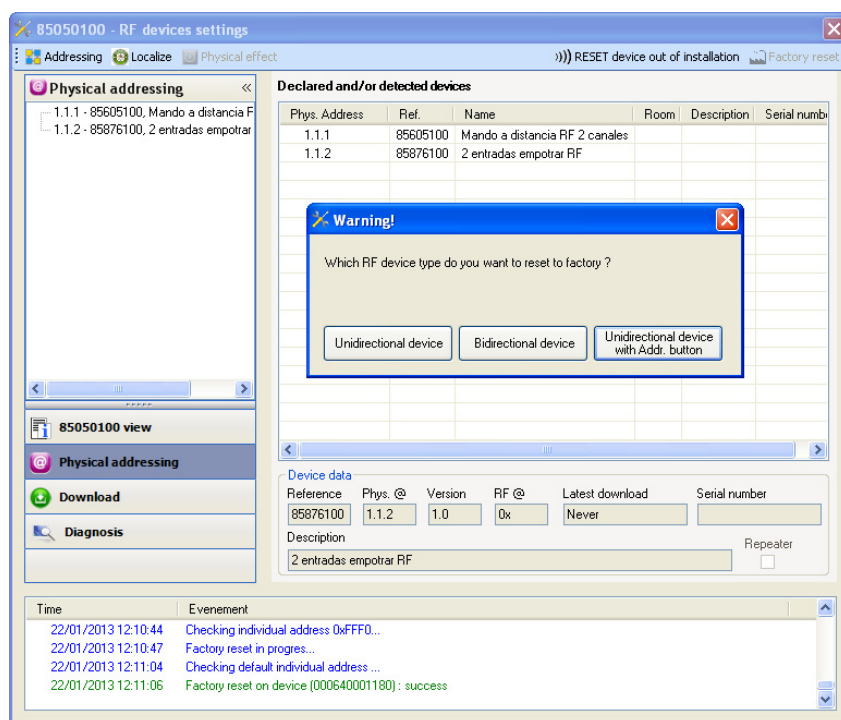 85050100 - RF devices settings
Addressing Localize Physical effect )))) RESET device out of installation Factory reset
Physical addressing «
1.1.1 - 85605100, Mando a distancia F
1.1.2 - 85876100, 2 entradas empotrar
Declared and/or detected devices
Phys. Address Ref. Name Room Description Serial numb
1.1.1 85605100 Mando a distancia RF 2 canales
1.1.2 85876100 2 entradas empotrar RF
Warning!
Which RF device type do you want to reset to factory ?
Unidirectional device Bidirectional device Unidirectional device
with Addr. button
85050100 view
Physical addressing
Download
Diagnosis
Device data
Reference Phys. @ Version RF @ Latest download Serial number
85876100 1.1.2 1.0 0x Never
Description Repeater
2 entradas empotrar RF
Time Evenement
22/01/2013 12:10:44 Checking individual address 0xFFF0...
22/01/2013 12:10:47 Factory reset in progres...
22/01/2013 12:11:04 Checking default individual address ...
22/01/2013 12:11:06 Factory reset on device (000640001180) : success